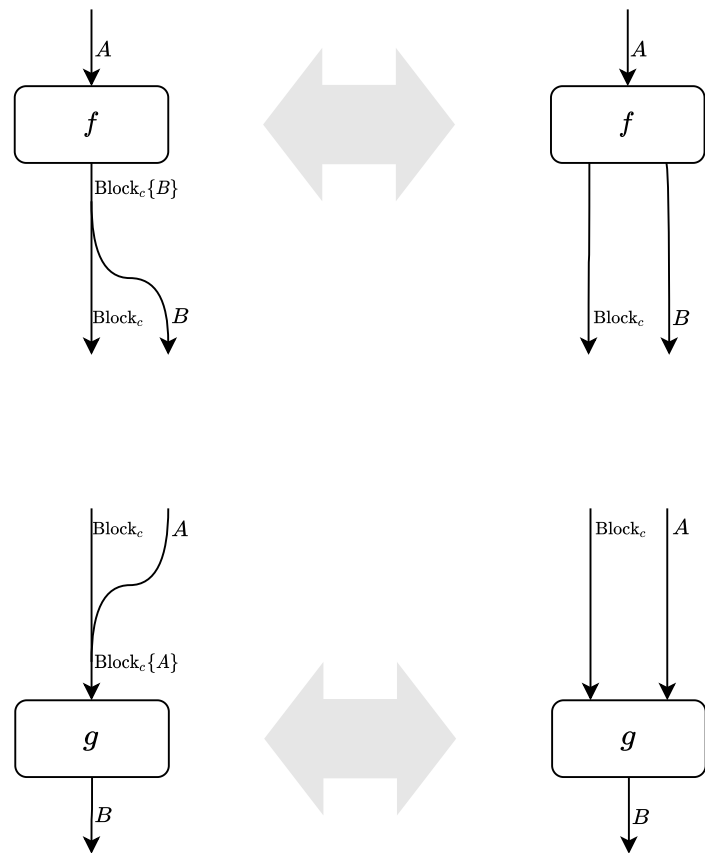 A A
f f
Block_c{B}
Block_c B Block_c B
Block_c A Block_c A
Block_c{A}
g g
B B